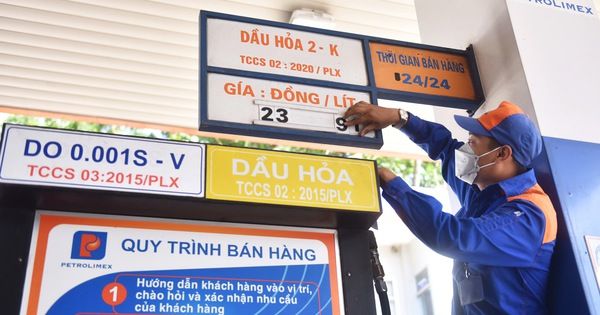 PETROLIMEX
DẦU HỎA 2 - K
TCCS 02 : 2020 / PLX
THỜI GIAN BÁN HÀNG
24/24
GÍA : ĐỒNG / LÍT
23
DO 0.001S - V
TCCS 03:2015/PLX
DẦU HỎA
TCCS 02 : 2015/PLX
P
PETROLIMEX
QUY TRÌNH BÁN HÀNG
1
Hướng dẫn khách hàng vào vị trí,
chào hỏi và xác nhận nhu cầu
của khách hàng